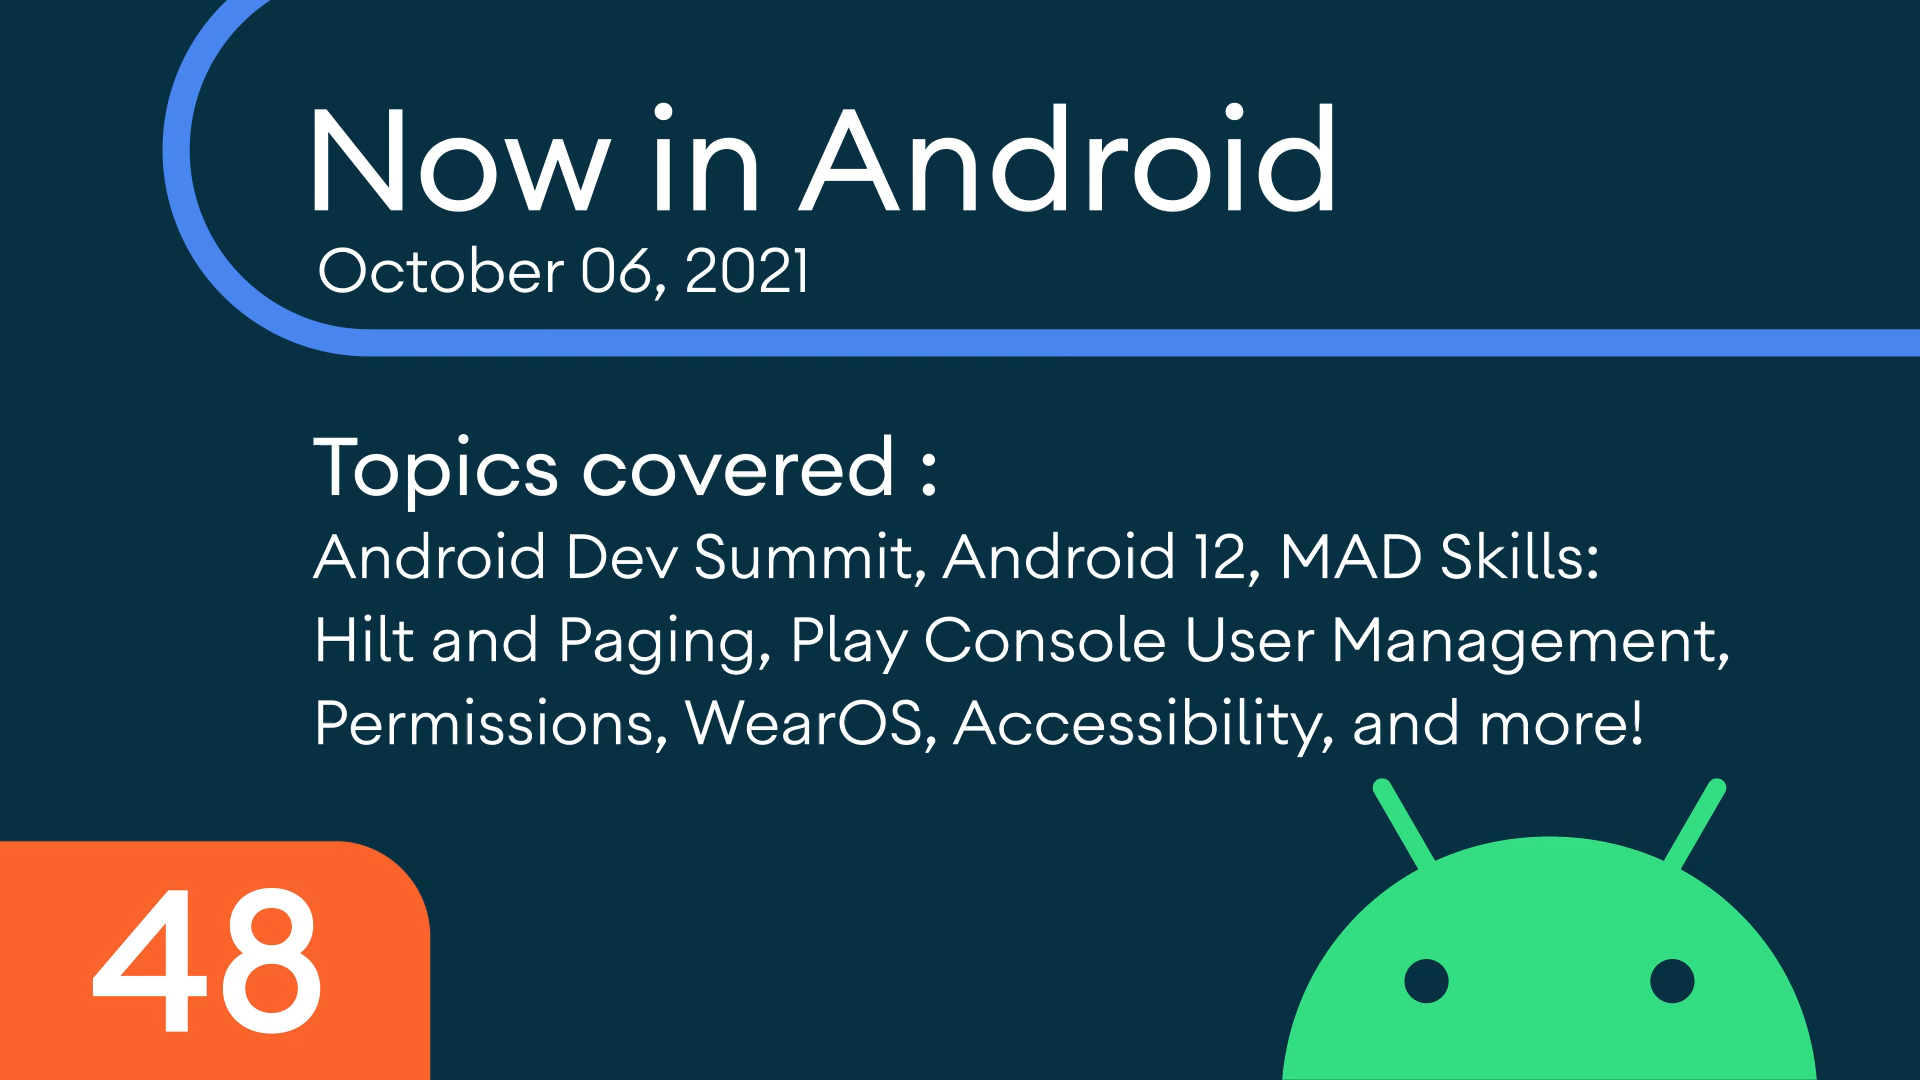 Now in Android
October 06, 2021
Topics covered :
Android Dev Summit, Android 12, MAD Skills:
Hilt and Paging, Play Console User Management,
Permissions, WearOS, Accessibility, and more!
48